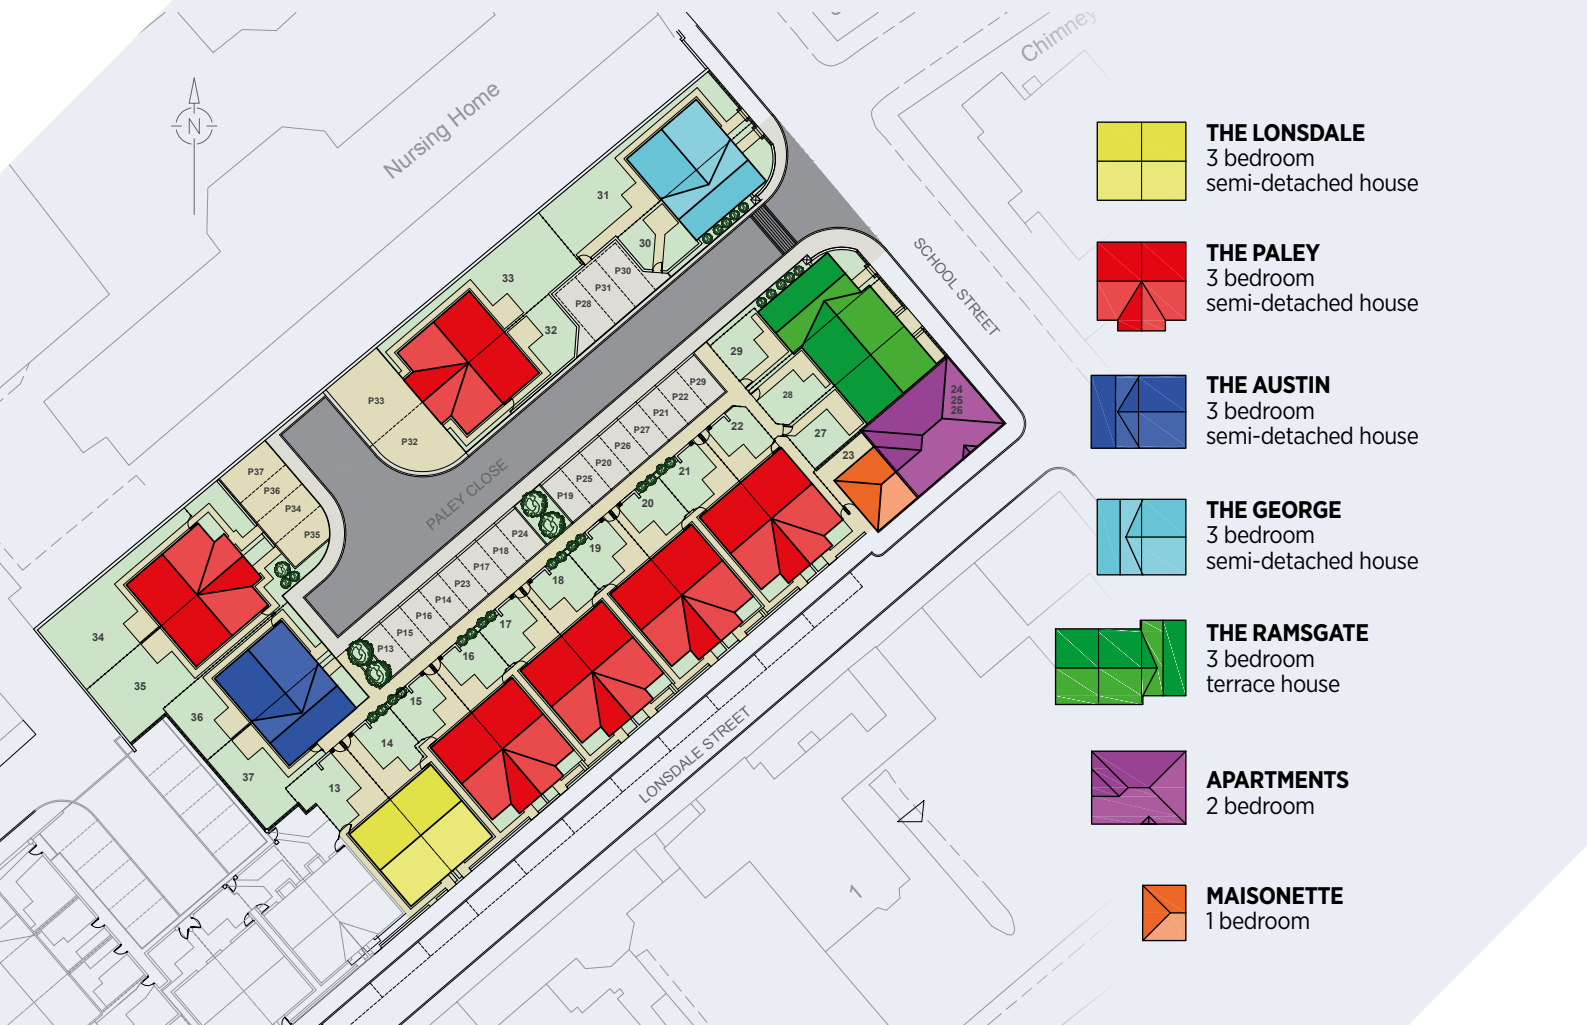 Chimney
Nursing Home
N
SCHOOL STREET
PALEY CLOSE
LONSDALE STREET
1
31
30
P30
P31
P28
33
32
P33
P32
P37
P36
P34
P35
29
28
27
22
21
20
19
18
17
16
15
14
13
23
24
25
26
P29
P22
P21
P27
P26
P20
P25
P19
P24
P18
P17
P23
P14
P16
P15
P13
34
35
36
37
THE LONSDALE
3 bedroom
semi-detached house
THE PALEY
3 bedroom
semi-detached house
THE AUSTIN
3 bedroom
semi-detached house
THE GEORGE
3 bedroom
semi-detached house
THE RAMSGATE
3 bedroom
terrace house
APARTMENTS
2 bedroom
MAISONETTE
1 bedroom